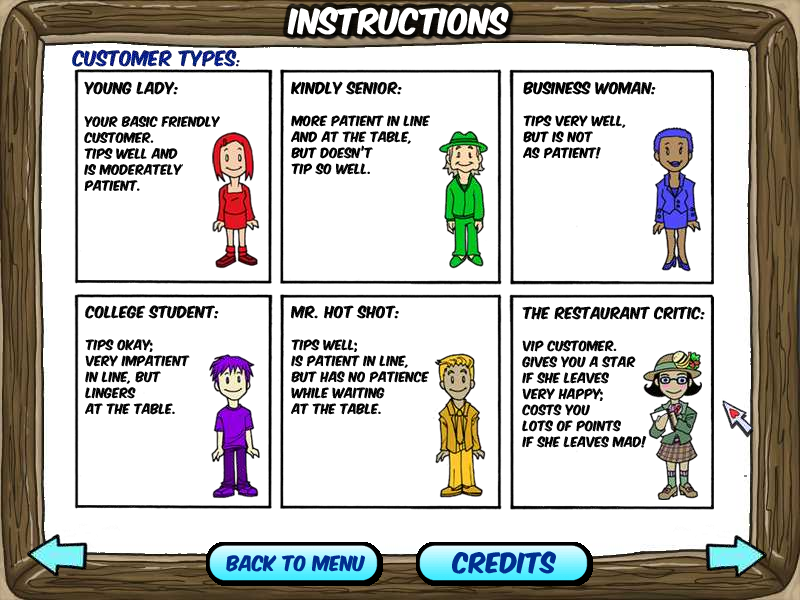 INSTRUCTIONS
CUSTOMER TYPES:
YOUNG LADY:
YOUR BASIC FRIENDLY
CUSTOMER.
TIPS WELL AND
IS MODERATELY
PATIENT.
KINDLY SENIOR:
MORE PATIENT IN LINE
AND AT THE TABLE,
BUT DOESN'T
TIP SO WELL.
BUSINESS WOMAN:
TIPS VERY WELL,
BUT IS NOT
AS PATIENT!
COLLEGE STUDENT:
TIPS OKAY;
VERY IMPATIENT
IN LINE, BUT
LINGERS
AT THE TABLE.
MR. HOT SHOT:
TIPS WELL;
IS PATIENT IN LINE,
BUT HAS NO PATIENCE
WHILE WAITING
AT THE TABLE.
THE RESTAURANT CRITIC:
VIP CUSTOMER.
GIVES YOU A STAR
IF SHE LEAVES
VERY HAPPY;
COSTS YOU
LOTS OF POINTS
IF SHE LEAVES MAD!
BACK TO MENU
CREDITS